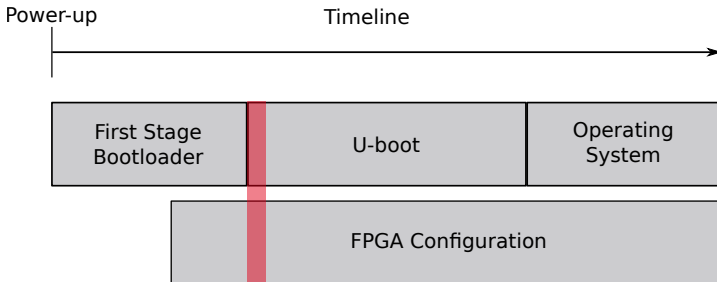 Power-up
Timeline
First Stage
Bootloader
U-boot
Operating
System
FPGA Configuration